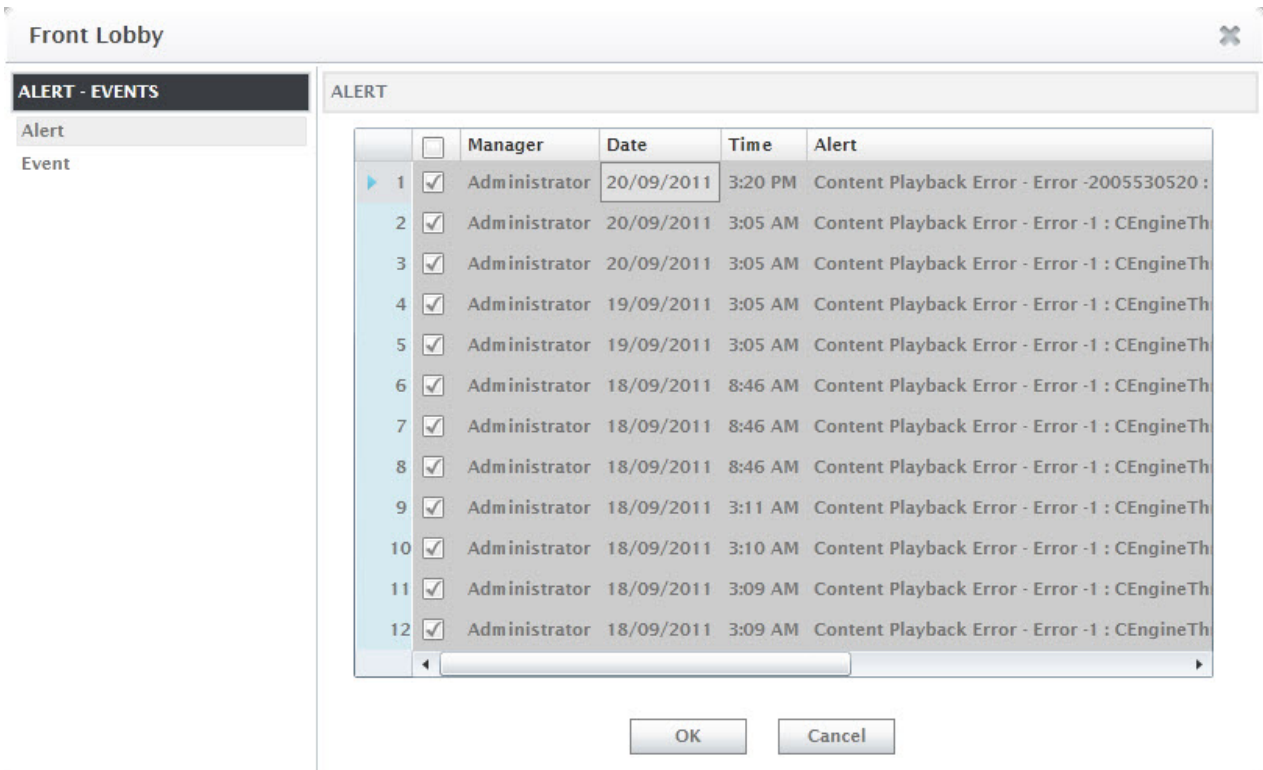 Front Lobby
ALERT - EVENTS
Alert
Event
ALERT
Manager Date Time Alert
1 Administrator 20/09/2011 3:20 PM Content Playback Error - Error -2005530520 :
2 Administrator 20/09/2011 3:05 AM Content Playback Error - Error -1 : CEngineTh
3 Administrator 20/09/2011 3:05 AM Content Playback Error - Error -1 : CEngineTh
4 Administrator 19/09/2011 3:05 AM Content Playback Error - Error -1 : CEngineTh
5 Administrator 19/09/2011 3:05 AM Content Playback Error - Error -1 : CEngineTh
6 Administrator 18/09/2011 8:46 AM Content Playback Error - Error -1 : CEngineTh
7 Administrator 18/09/2011 8:46 AM Content Playback Error - Error -1 : CEngineTh
8 Administrator 18/09/2011 8:46 AM Content Playback Error - Error -1 : CEngineTh
9 Administrator 18/09/2011 3:11 AM Content Playback Error - Error -1 : CEngineTh
10 Administrator 18/09/2011 3:10 AM Content Playback Error - Error -1 : CEngineTh
11 Administrator 18/09/2011 3:09 AM Content Playback Error - Error -1 : CEngineTh
12 Administrator 18/09/2011 3:09 AM Content Playback Error - Error -1 : CEngineTh
OK Cancel